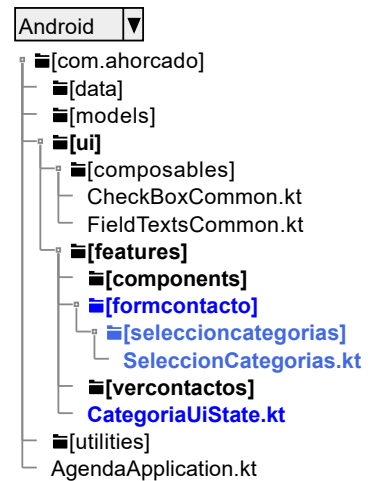 Android
[com.ahorcado]
[data]
[models]
[ui]
[composables]
CheckBoxCommon.kt
FieldTextsCommon.kt
[features]
[components]
[formcontacto]
[seleccioncategorias]
SeleccionCategorias.kt
[vercontactos]
CategoriaUiState.kt
[utilities]
AgendaApplication.kt